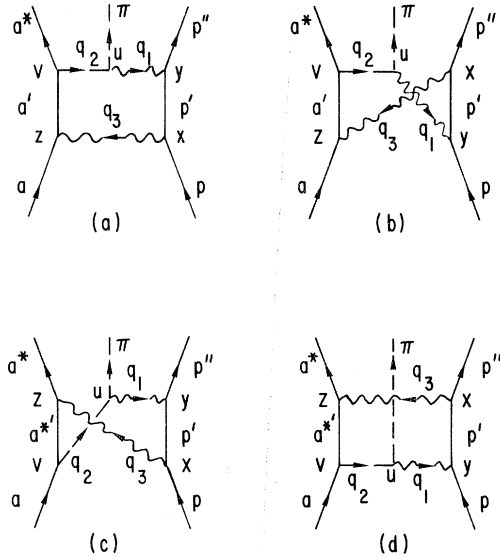 a* π p"
q₂ u q₁
v y
a' q₃ p'
z x
a p
(a)
a* π p"
q₂ u
v x
a' p'
z q₃ q₁ y
a p
(b)
a* π p"
q₁
z u y
a*' p'
v q₂ q₃ x
a p
(c)
a* π p"
q₃
z x
a*' p'
v y
q₂ u q₁
a p
(d)